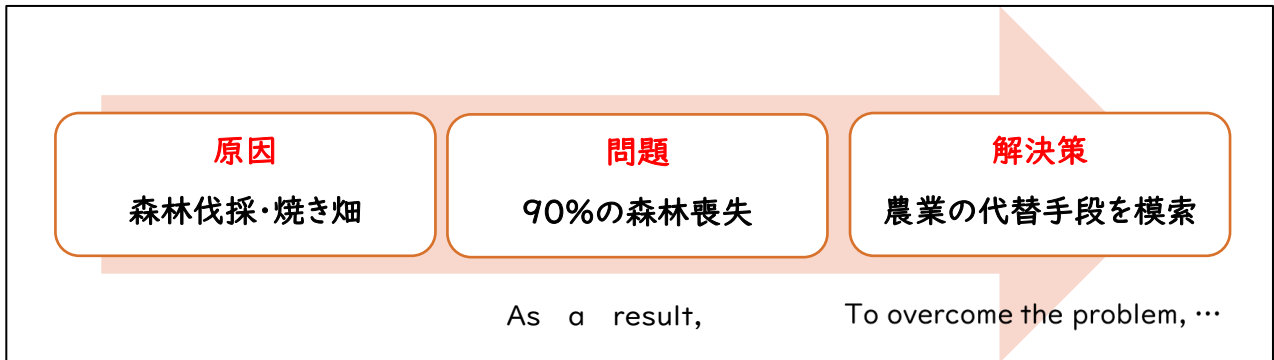 原因
森林伐採・焼き畑
問題
90%の森林喪失
解決策
農業の代替手段を模索
As a result,
To overcome the problem, …